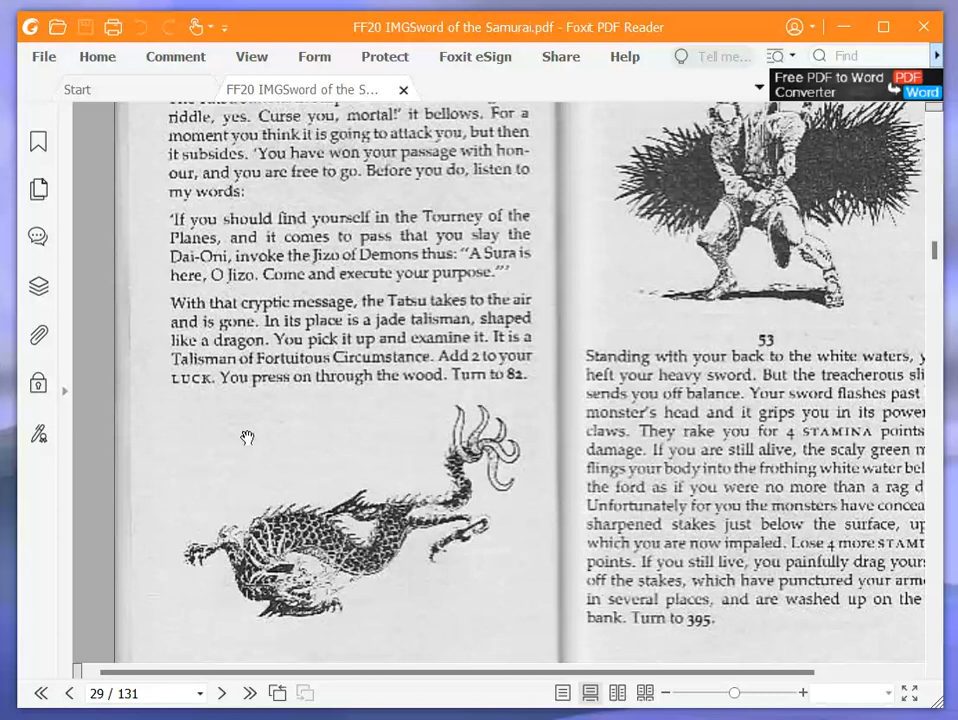 FF20 IMGSword of the Samurai.pdf - Foxit PDF Reader
File Home Comment View Form Protect Foxit eSign Share Help Tell me... Find
Start FF20 IMGSword of the S... Free PDF to Word Converter PDF Word
riddle, yes. Curse you, mortal!' it bellows. For a
moment you think it is going to attack you, but then
it subsides. 'You have won your passage with hon-
our, and you are free to go. Before you do, listen to
my words:
'If you should find yourself in the Tourney of the
Planes, and it comes to pass that you slay the
Dai-Oni, invoke the Jizo of Demons thus: "A Sura is
here, O Jizo. Come and execute your purpose."'
With that cryptic message, the Tatsu takes to the air
and is gone. In its place is a jade talisman, shaped
like a dragon. You pick it up and examine it. It is a
Talisman of Fortuitous Circumstance. Add 2 to your
LUCK. You press on through the wood. Turn to 82.
53
Standing with your back to the white waters, y
heft your heavy sword. But the treacherous sli
sends you off balance. Your sword flashes past
monster's head and it grips you in its power
claws. They rake you for 4 STAMINA points
damage. If you are still alive, the scaly green m
flings your body into the frothing white water bel
the ford as if you were no more than a rag d
Unfortunately for you the monsters have concea
sharpened stakes just below the surface, up
which you are now impaled. Lose 4 more STAMI
points. If you still live, you painfully drag your
off the stakes, which have punctured your arm
in several places, and are washed up on the
bank. Turn to 395.
29 / 131